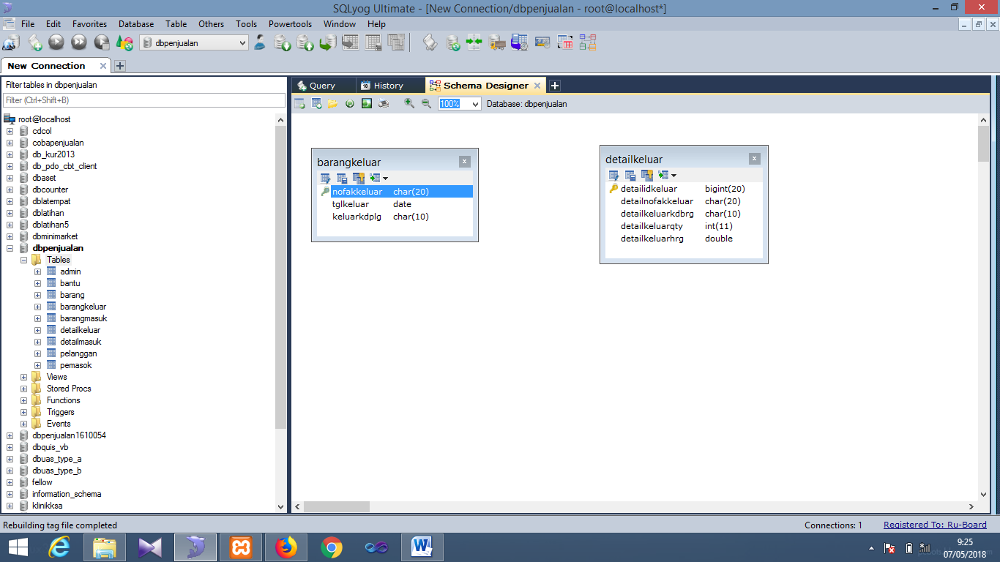 SQLyog Ultimate - [New Connection/dbpenjualan - root@localhost*]
File Edit Favorites Database Table Others Tools Powertools Window Help
dbpenjualan
New Connection
Filter tables in dbpenjualan
Filter (Ctrl+Shift+B)
root@localhost
cdcol
cobapenjualan
db_kur2013
db_pdo_cbt_client
dbaset
dbcounter
dblatempat
dblatihan
dblatihan5
dbminimarket
dbpenjualan
Tables
admin
bantu
barang
barangkeluar
barangmasuk
detailkeluar
detailmasuk
pelanggan
pemasok
Views
Stored Procs
Functions
Triggers
Events
dbpenjualan1610054
dbquis_vb
dbuas_type_a
dbuas_type_b
fellow
information_schema
klinikksa
Query 18 History Schema Designer
100% Database: dbpenjualan
barangkeluar
nofakkeluar char(20)
tglkeluar date
keluarkdplg char(10)
detailkeluar
detailidkeluar bigint(20)
detailnofakkeluar char(20)
detailkeluarkdbrg char(10)
detailkeluarqty int(11)
detailkeluarhrg double
Rebuilding tag file completed
Connections: 1 Registered To: Ru-Board
9:25
07/05/2018